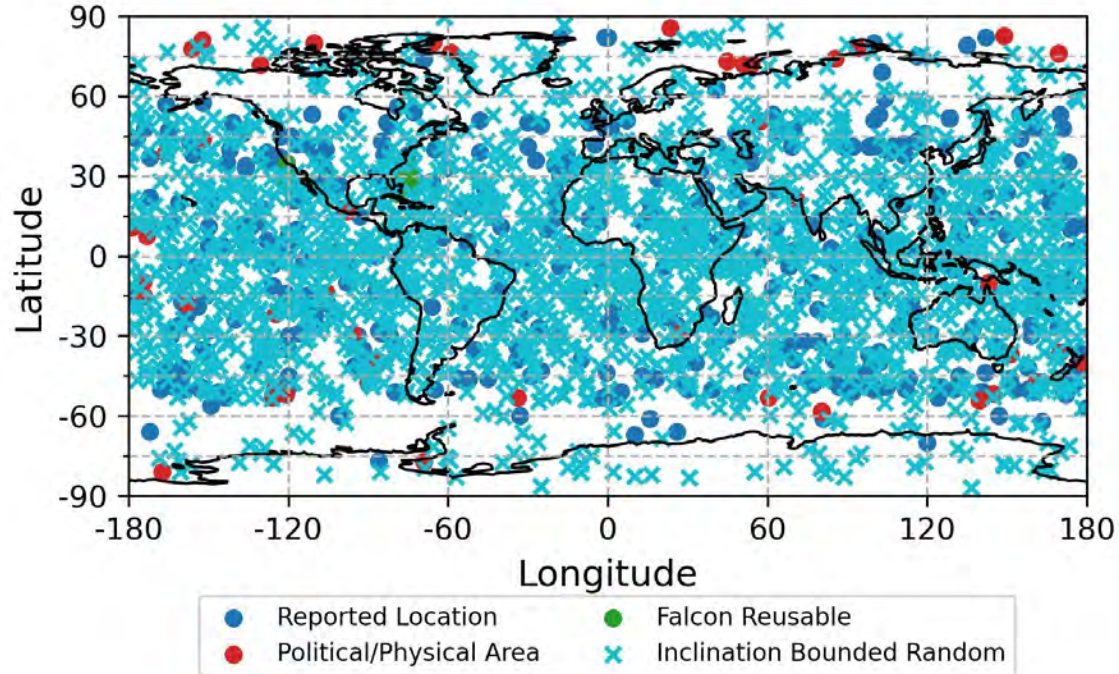 90
60
30
0
-30
-60
-90
Latitude
-180 -120 -60 0 60 120 180
Longitude
Reported Location Falcon Reusable
Political/Physical Area Inclination Bounded Random